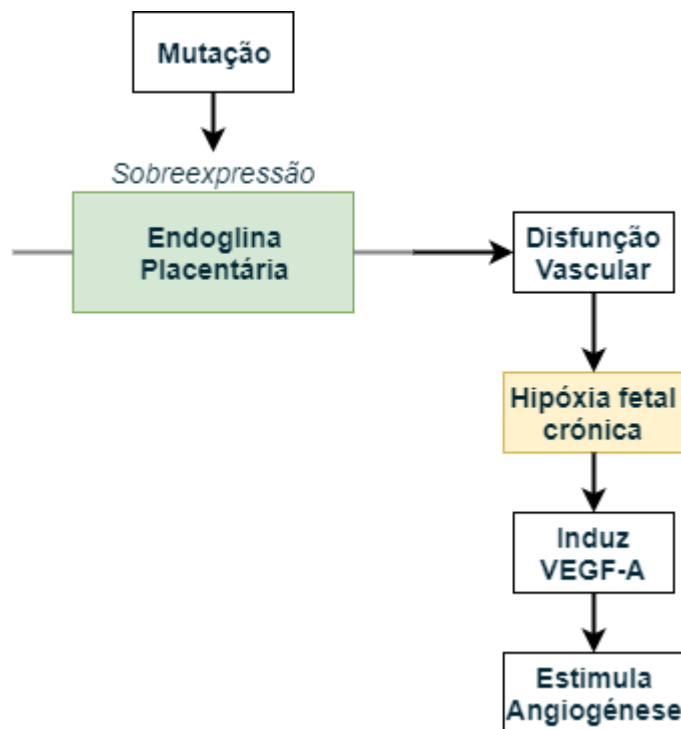 Mutação
Sobreexpressão
Endoglina
Placentária
Disfunção
Vascular
Hipóxia fetal
crónica
Induz
VEGF-A
Estimula
Angiogénese